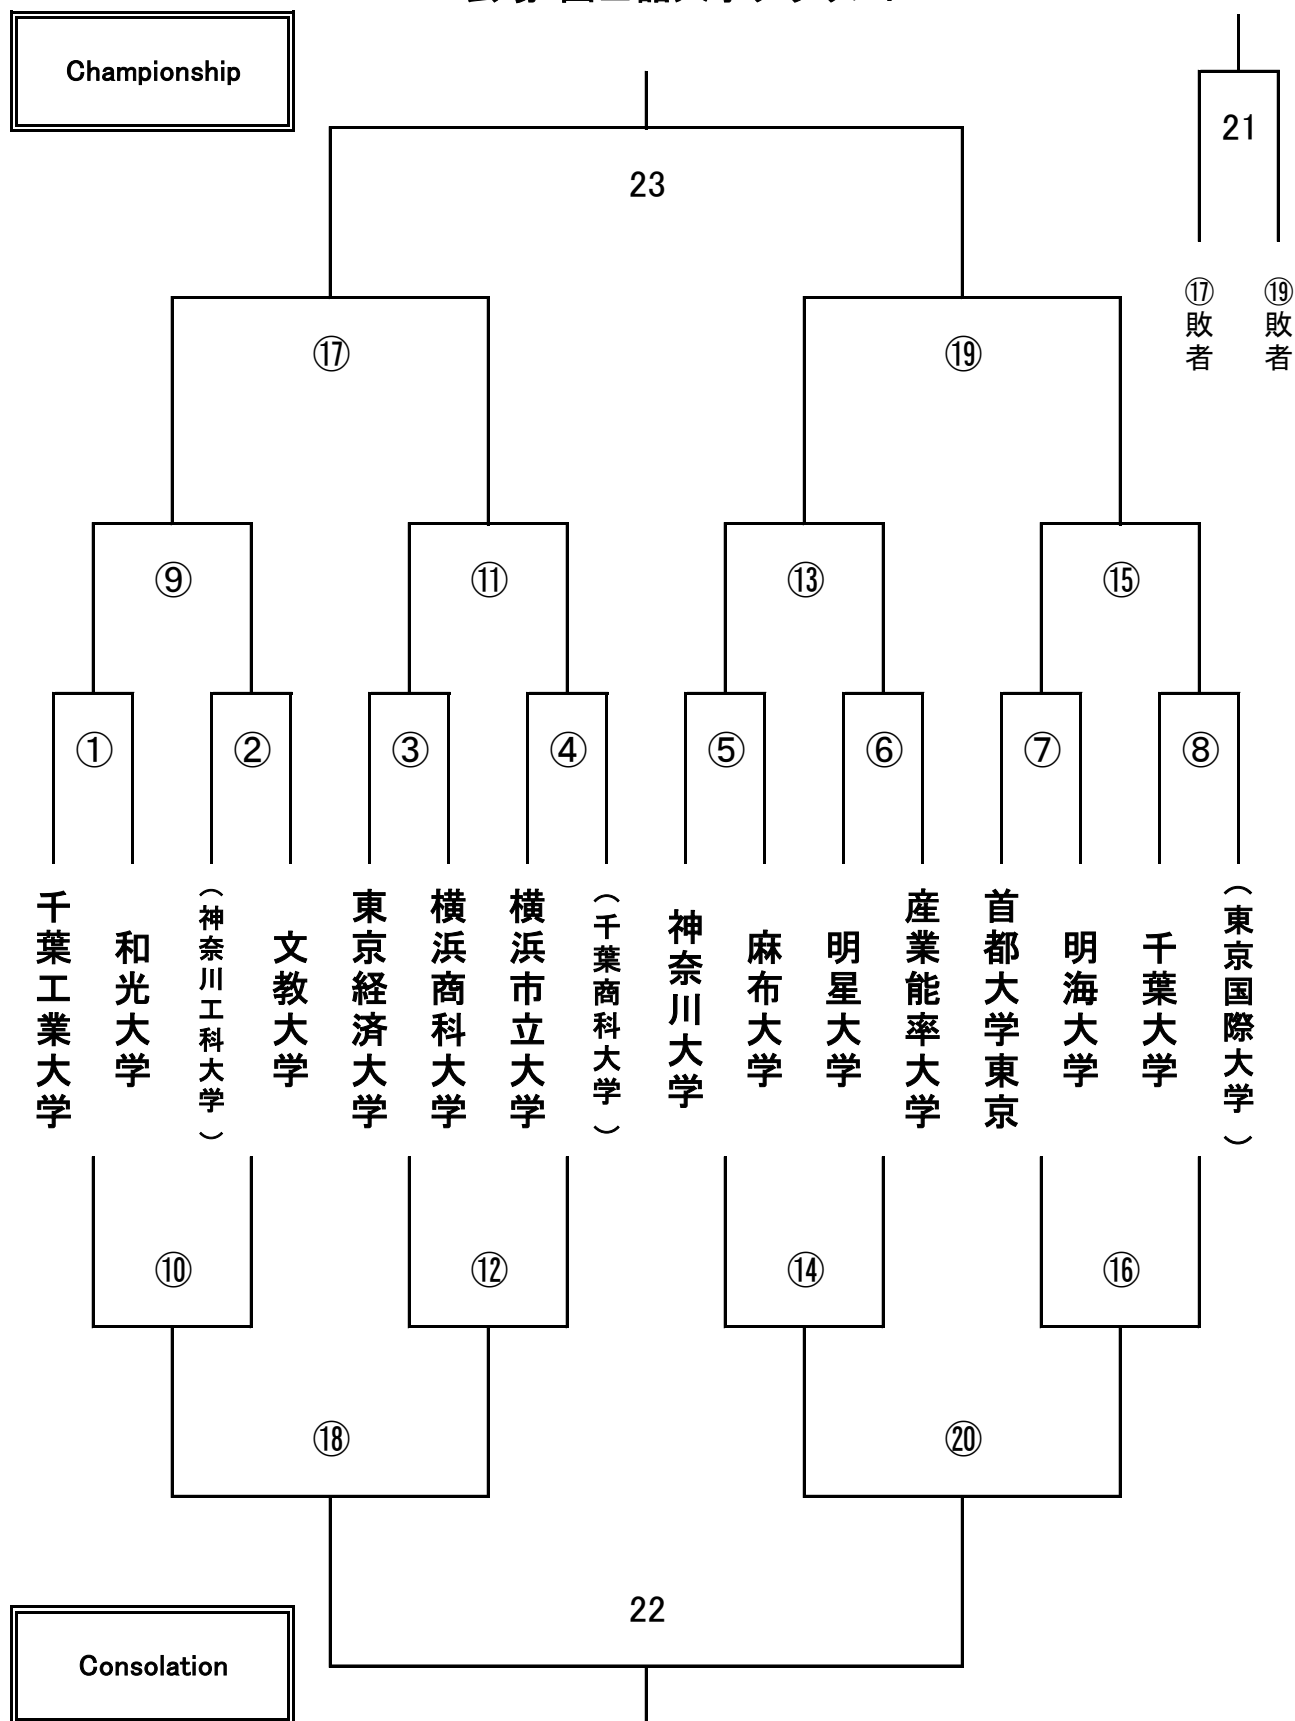 Championship
21
23
⑰敗者
⑲敗者
⑰
⑲
⑨
⑪
⑬
⑮
①
②
③
④
⑤
⑥
⑦
⑧
千葉工業大学
和光大学
（神奈川工科大学）
文教大学
東京経済大学
横浜商科大学
横浜市立大学
（千葉商科大学）
神奈川大学
麻布大学
明星大学
産業能率大学
首都大学東京
明海大学
千葉大学
（東京国際大学）
⑩
⑫
⑭
⑯
⑱
⑳
22
Consolation